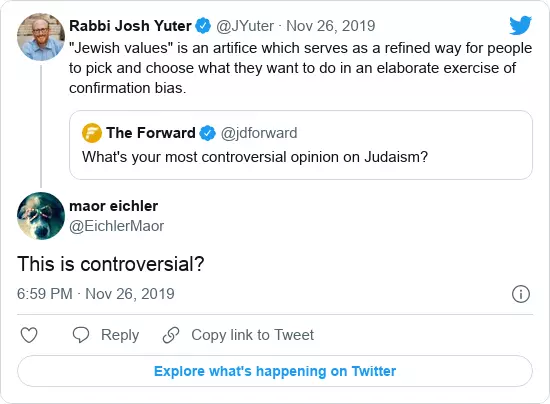 Rabbi Josh Yuter @JYuter · Nov 26, 2019
"Jewish values" is an artifice which serves as a refined way for people
to pick and choose what they want to do in an elaborate exercise of
confirmation bias.
The Forward @jdforward
What's your most controversial opinion on Judaism?
maor eichler
@EichlerMaor
This is controversial?
6:59 PM · Nov 26, 2019
Reply Copy link to Tweet
Explore what's happening on Twitter